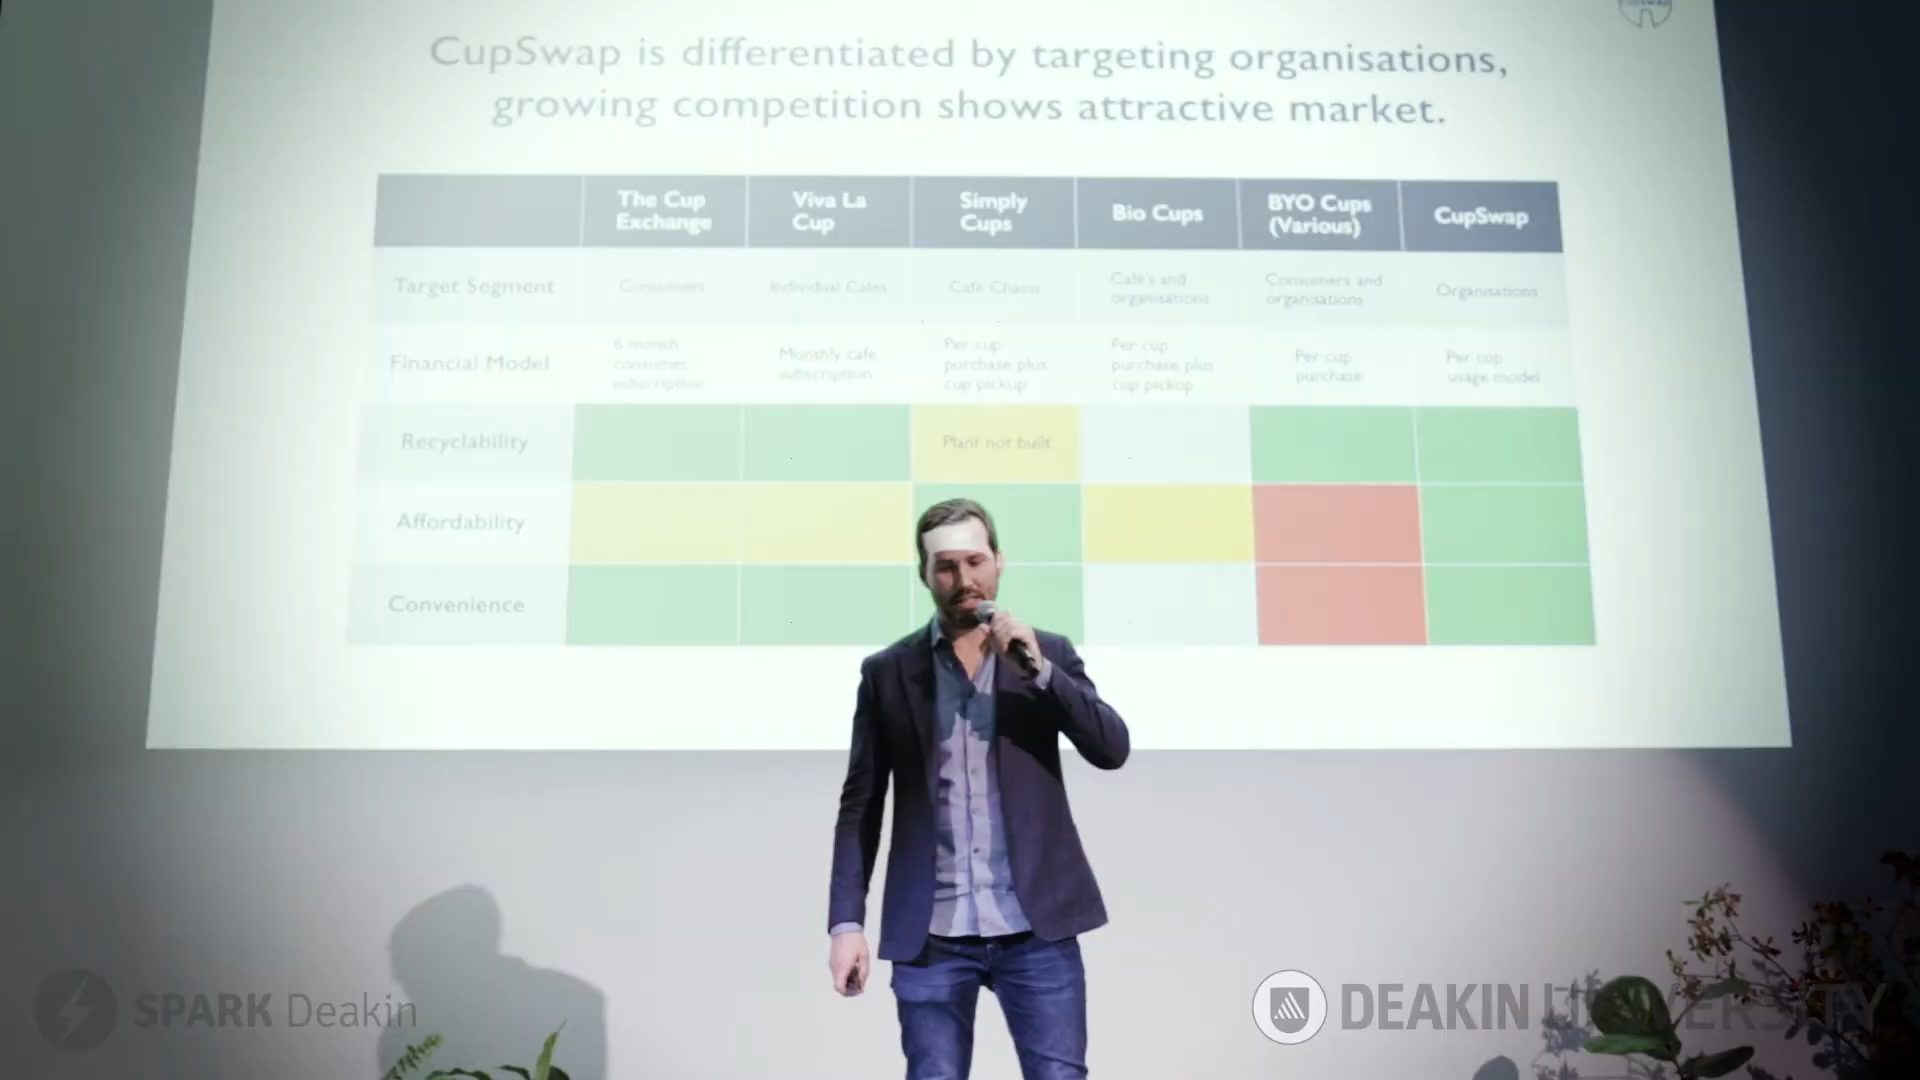 CupSwap is differentiated by targeting organisations,
growing competition shows attractive market.
The Cup
Exchange
Viva La
Cup
Simply
Cups
Bio Cups
BYO Cups
(Various)
CupSwap
Target Segment
Consumers
Individual Cafes
Cafe Chains
Cafe's and
organisations
Consumers and
organisations
Organisations
Financial Model
6 month
consumer
subscription
Monthly cafe
subscription
Per cup
purchase plus
cup pickup
Per cup
purchase plus
cup pickup
Per cup
purchase
Per cup
usage model
Recyclability
Plant not built
Affordability
Convenience
SPARK Deakin
DEAKIN UNIVERSITY